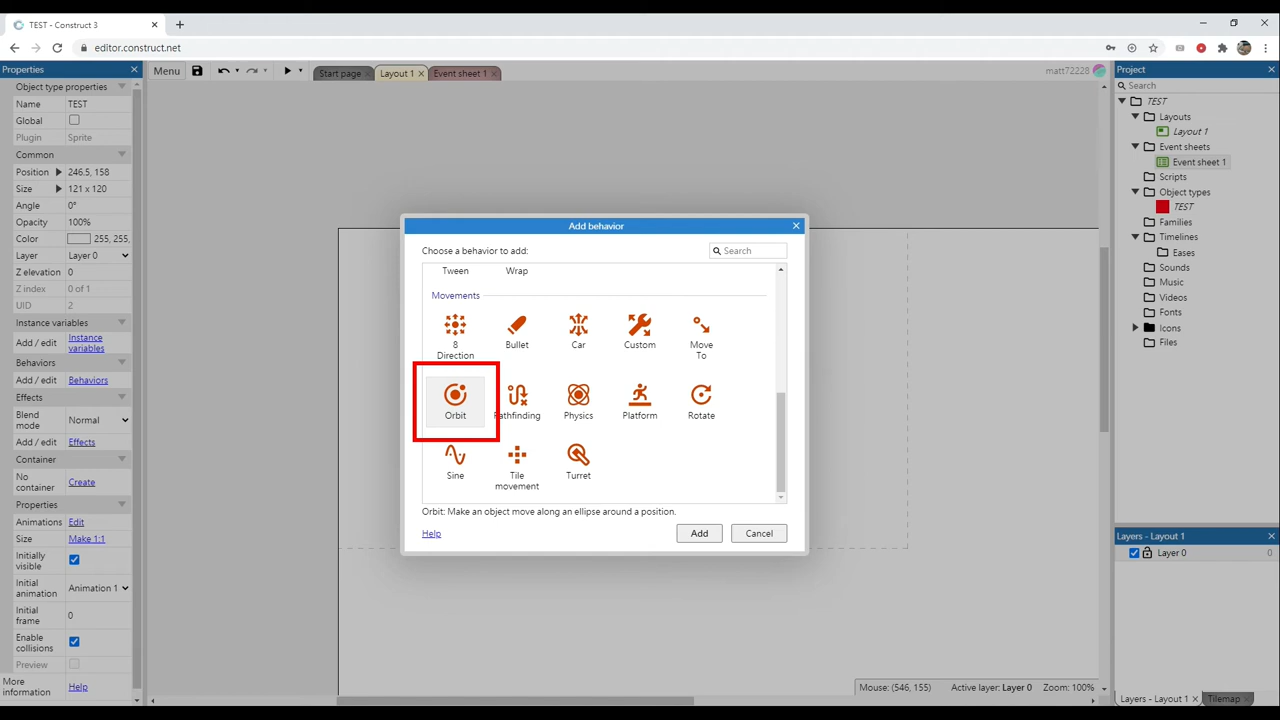 TEST - Construct 3
editor.construct.net
Properties
Menu
Start page
Layout 1
Event sheet 1
matt72228
Project
Object type properties
Name TEST
Global
Plugin Sprite
Common
Position 246.5, 158
Size 121 x 120
Angle 0°
Opacity 100%
Color 255, 255,
Layer Layer 0
Z elevation 0
Z index 0 of 1
UID 2
Instance variables
Add / edit Instance variables
Behaviors
Add / edit Behaviors
Effects
Blend mode Normal
Add / edit Effects
Container
No container Create
Properties
Animations Edit
Size Make 1:1
Initially visible
Initial animation Animation 1
Initial frame 0
Enable collisions
Preview
More information Help
Add behavior
Choose a behavior to add:
Search
Tween Wrap
Movements
8 Direction
Bullet
Car
Custom
Move To
Orbit
Pathfinding
Physics
Platform
Rotate
Sine
Tile movement
Turret
Orbit: Make an object move along an ellipse around a position.
Help
Add
Cancel
Search
TEST
Layouts
Layout 1
Event sheets
Event sheet 1
Scripts
Object types
TEST
Families
Timelines
Eases
Sounds
Music
Videos
Fonts
Icons
Files
Layers - Layout 1
Layer 0 0
Mouse: (546, 155) Active layer: Layer 0 Zoom: 100%
Layers - Layout 1
Tilemap